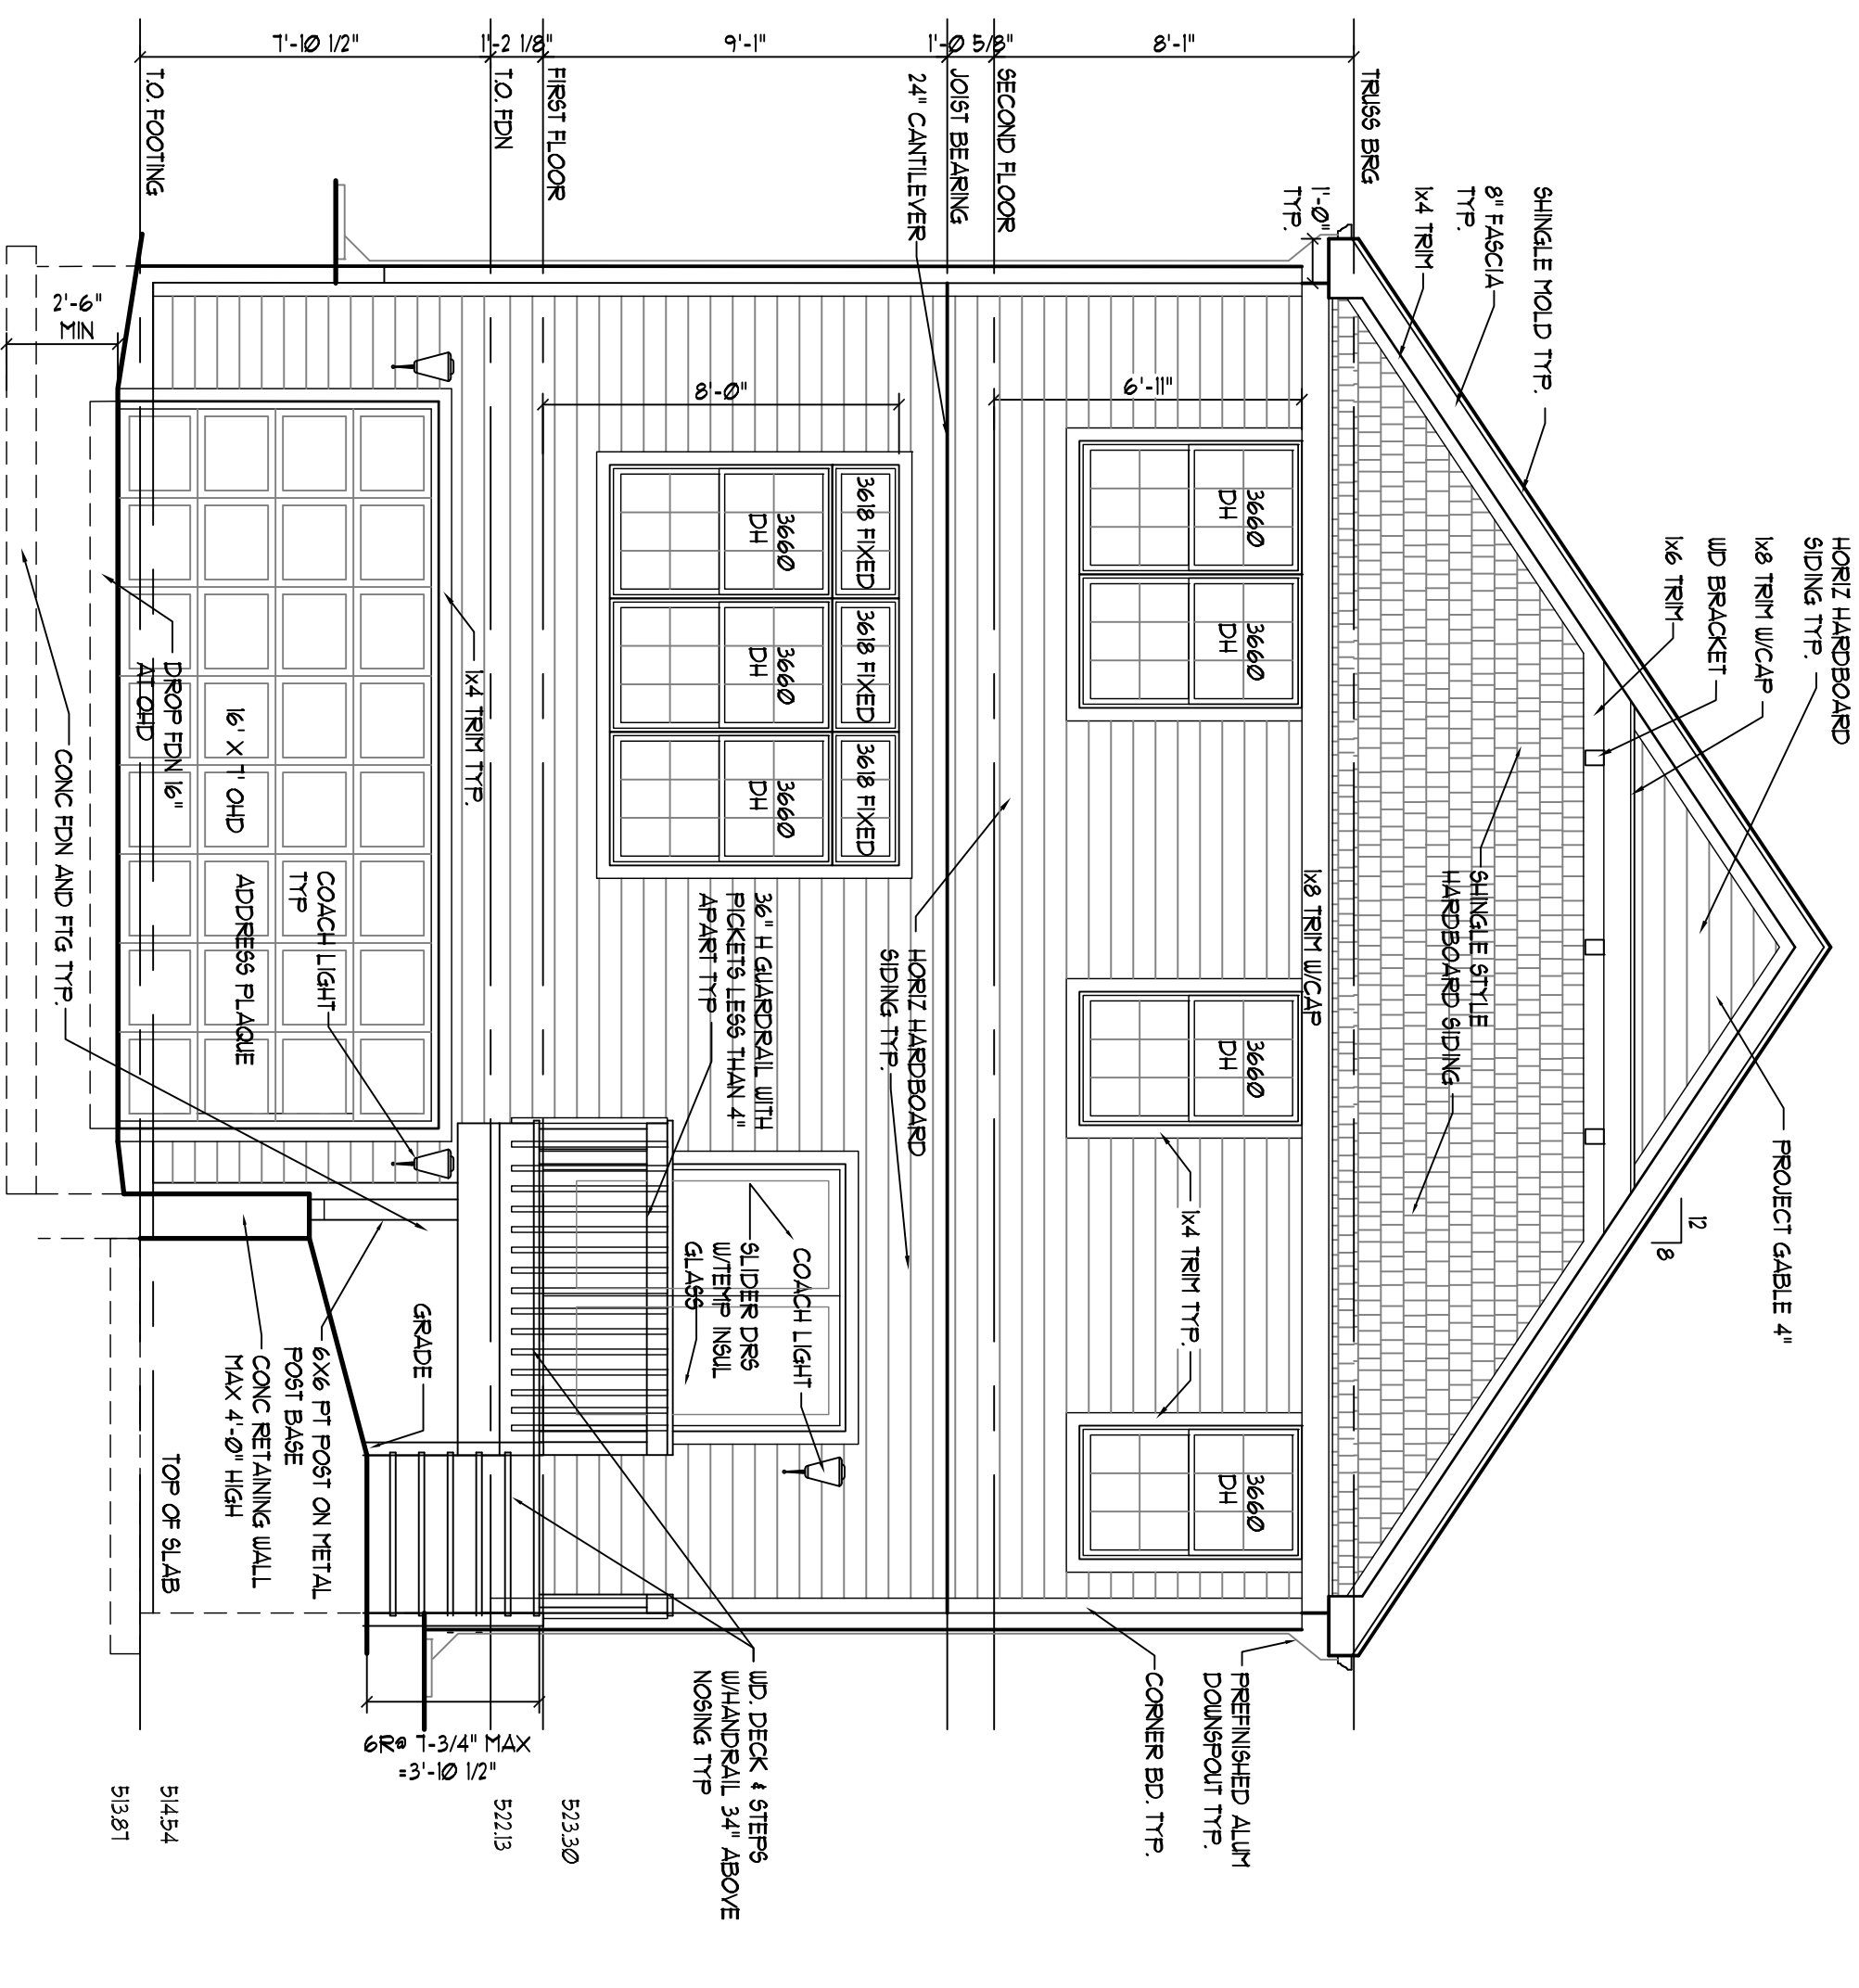 HORIZ HARDBOARD
SIDING TYP.
1x8 TRIM W/CAP
WD BRACKET
1x6 TRIM
SHINGLE MOLD TYP.
8" FASCIA
TYP.
1x4 TRIM
1'-0"
TYP.
PROJECT GABLE 4"
12
8
SHINGLE STYLE
HARDBOARD SIDING
TRUSS BRG
8'-1"
SECOND FLOOR
1'-0 5/8"
JOIST BEARING
24" CANTILEVER
9'-1"
FIRST FLOOR
1'-2 1/8"
T.O. FDN
7'-10 1/2"
T.O. FOOTING
1x8 TRIM W/CAP
6'-11"
3660
DH
3660
DH
3660
DH
3660
DH
1x4 TRIM TYP.
PREFINISHED ALUM
DOWNSPOUT TYP.
CORNER BD. TYP.
HORIZ HARDBOARD
SIDING TYP.
8'-0"
3618 FIXED
3618 FIXED
3618 FIXED
3660
DH
3660
DH
3660
DH
36" H GUARDRAIL WITH
PICKETS LESS THAN 4"
APART TYP
COACH LIGHT
SLIDER DRS
W/TEMP INSUL
GLASS
WD. DECK & STEPS
W/HANDRAIL 34" ABOVE
NOSING TYP
1x4 TRIM TYP.
COACH LIGHT
TYP
ADDRESS PLAQUE
16' X 7' OHD
DROP FDN 16"
AT OHD
2'-6"
MIN
CONC FDN AND FTG TYP.
GRADE
6X6 PT POST ON METAL
POST BASE
CONC RETAINING WALL
MAX 4'-0" HIGH
TOP OF SLAB
6R@ 7-3/4" MAX
=3'-10 1/2"
523.30
522.13
514.54
513.87